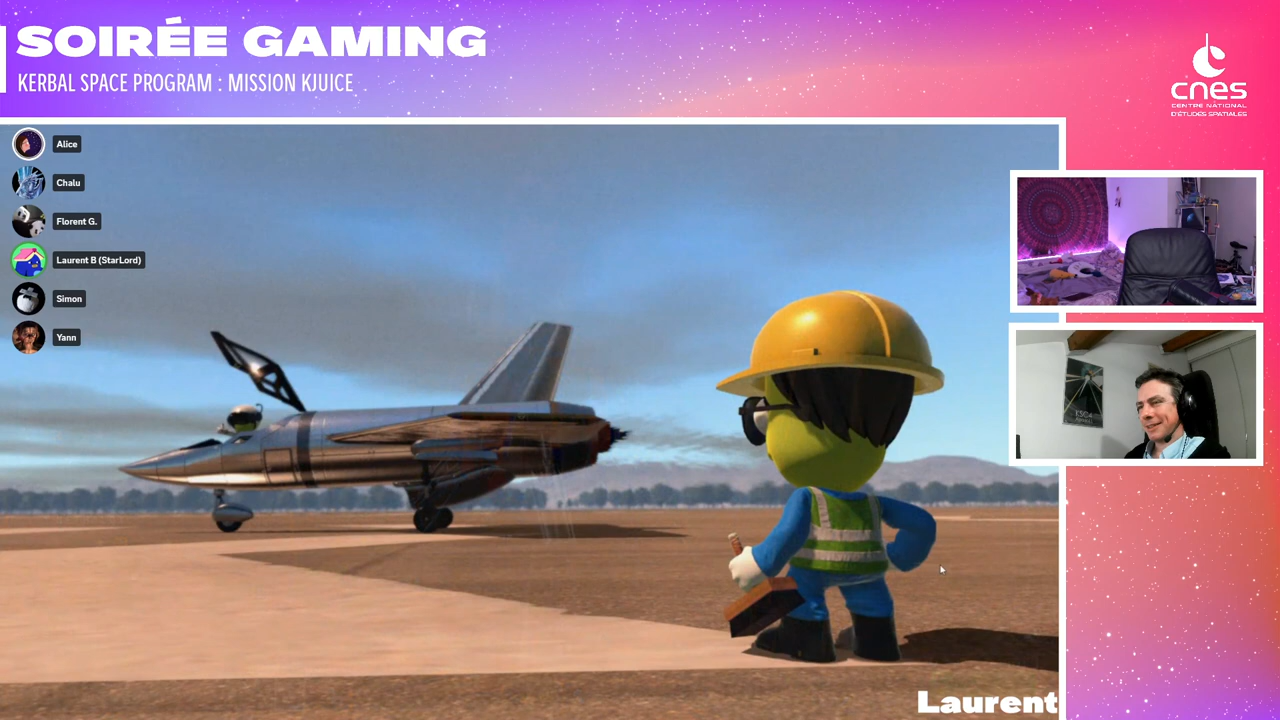 SOIRÉE GAMING
KERBAL SPACE PROGRAM : MISSION KJUICE
cnes
CENTRE NATIONAL
D'ÉTUDES SPATIALES
Alice
Chalu
Florent G.
Laurent B (StarLord)
Simon
Yann
Laurent